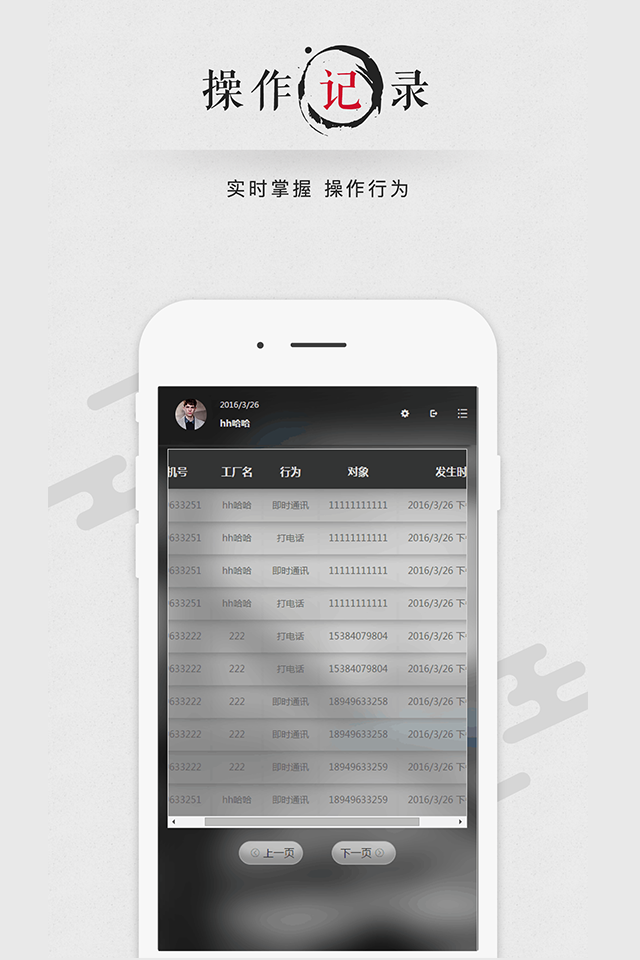 操作记录
实时掌握 操作行为
2016/3/26
hh哈哈
机号 工厂名 行为 对象 发生时
633251 hh哈哈 即时通讯 11111111111 2016/3/26 下
633251 hh哈哈 打电话 11111111111 2016/3/26 下
633251 hh哈哈 即时通讯 11111111111 2016/3/26 下
633251 hh哈哈 打电话 11111111111 2016/3/26 下
633222 222 打电话 15384079804 2016/3/26 下
633222 222 打电话 15384079804 2016/3/26 下
633222 222 即时通讯 18949633258 2016/3/26 下
633222 222 即时通讯 18949633258 2016/3/26 下
633222 222 即时通讯 18949633259 2016/3/26 下
633251 hh哈哈 即时通讯 18949633259 2016/3/26 下
上一页 下一页